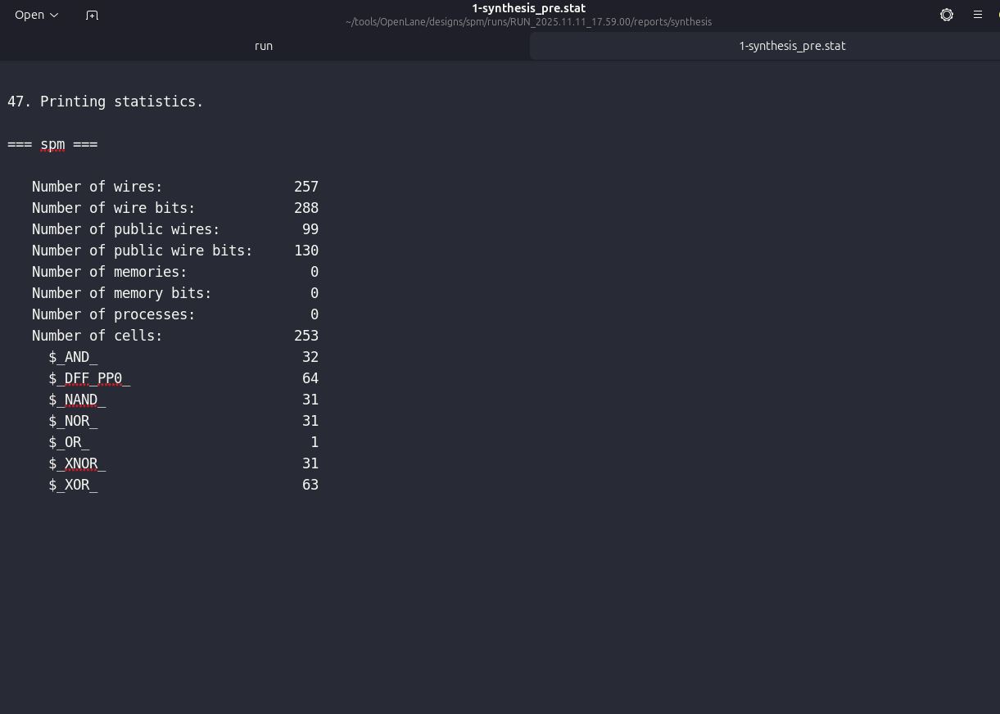 Open
1-synthesis_pre.stat
~/tools/OpenLane/designs/spm/runs/RUN_2025.11.11_17.59.00/reports/synthesis
run
1-synthesis_pre.stat
47. Printing statistics.
=== spm ===
Number of wires: 257
Number of wire bits: 288
Number of public wires: 99
Number of public wire bits: 130
Number of memories: 0
Number of memory bits: 0
Number of processes: 0
Number of cells: 253
$_AND_ 32
$_DFF_PP0_ 64
$_NAND_ 31
$_NOR_ 31
$_OR_ 1
$_XNOR_ 31
$_XOR_ 63